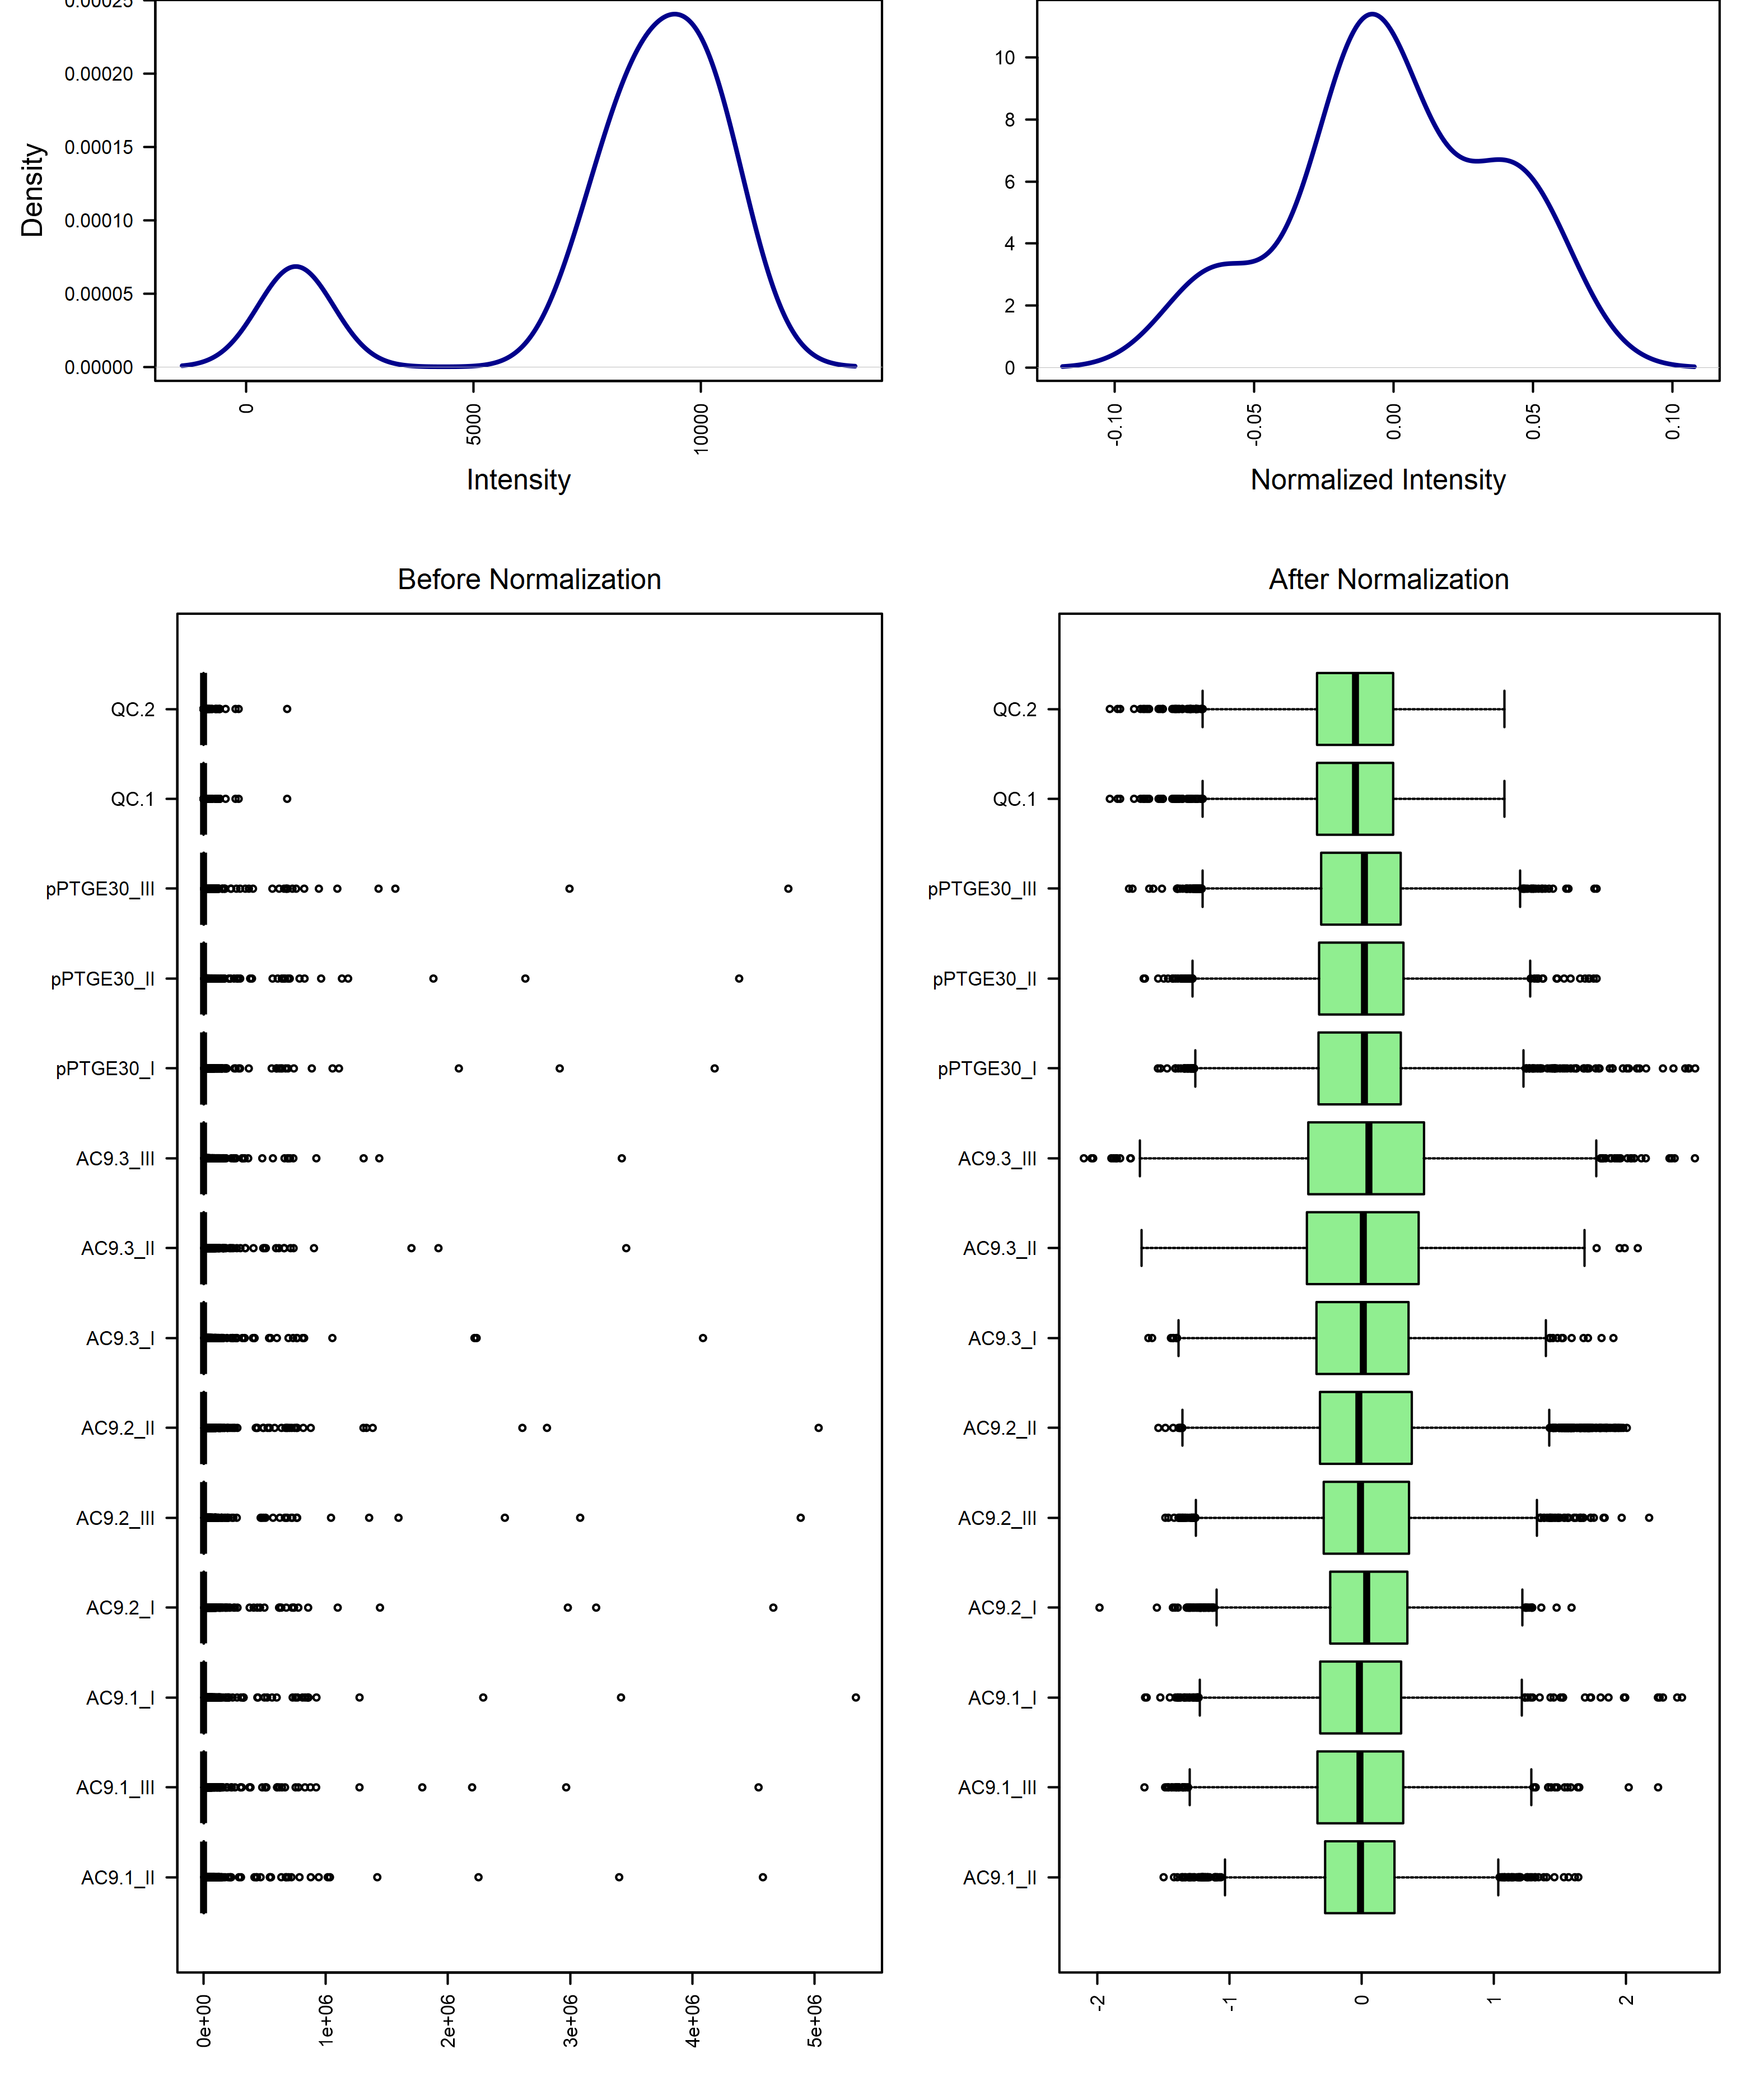 0.00025
0.00020
0.00015
0.00010
0.00005
0.00000
Density
0
5000
10000
Intensity
10
8
6
4
2
0
-0.10
-0.05
0.00
0.05
0.10
Normalized Intensity
Before Normalization
QC.2
QC.1
pPTGE30_III
pPTGE30_II
pPTGE30_I
AC9.3_III
AC9.3_II
AC9.3_I
AC9.2_II
AC9.2_III
AC9.2_I
AC9.1_I
AC9.1_III
AC9.1_II
0e+00
1e+06
2e+06
3e+06
4e+06
5e+06
After Normalization
QC.2
QC.1
pPTGE30_III
pPTGE30_II
pPTGE30_I
AC9.3_III
AC9.3_II
AC9.3_I
AC9.2_II
AC9.2_III
AC9.2_I
AC9.1_I
AC9.1_III
AC9.1_II
-2
-1
0
1
2